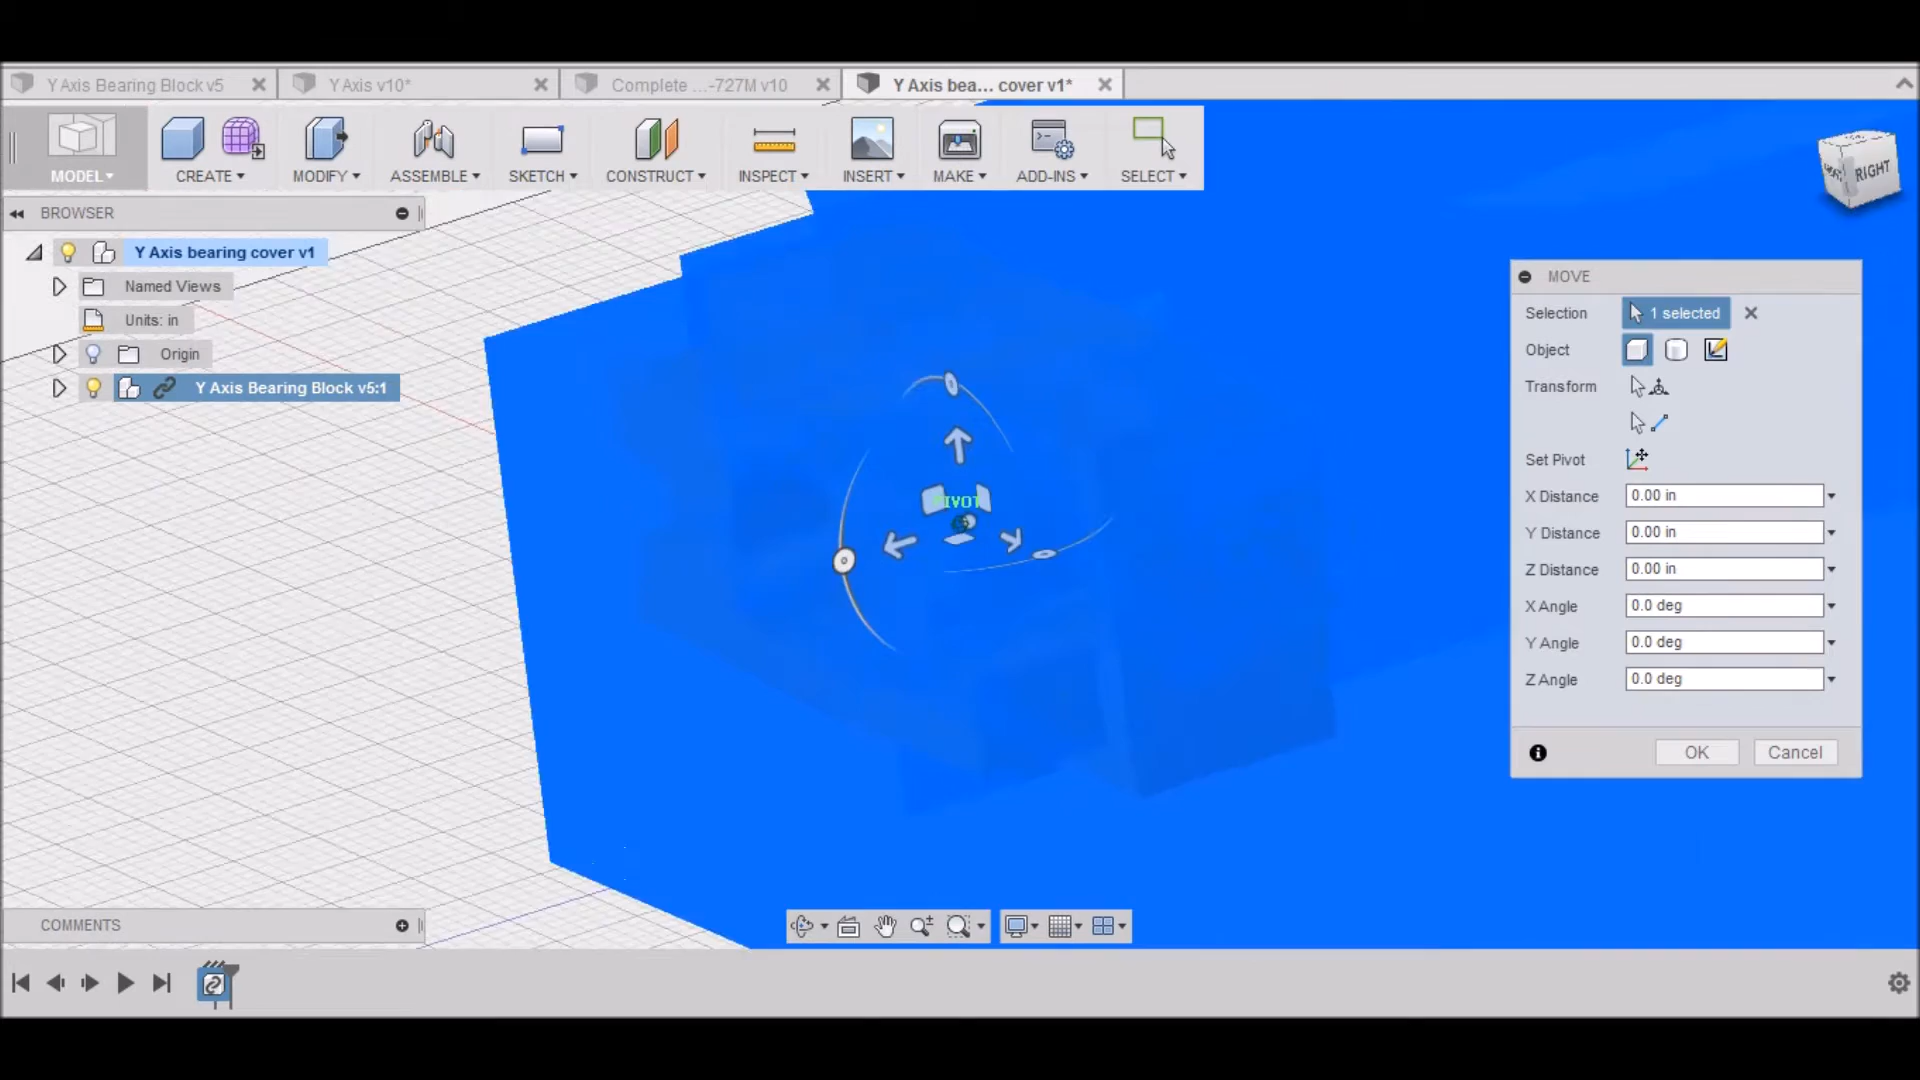 Y Axis Bearing Block v5
Y Axis v10*
Complete ...-727M v10
Y Axis bea... cover v1*
MODEL
CREATE
MODIFY
ASSEMBLE
SKETCH
CONSTRUCT
INSPECT
INSERT
MAKE
ADD-INS
SELECT
RIGHT
BROWSER
Y Axis bearing cover v1
Named Views
Units: in
Origin
Y Axis Bearing Block v5:1
PIVOT
MOVE
Selection
1 selected
Object
Transform
Set Pivot
X Distance
0.00 in
Y Distance
0.00 in
Z Distance
0.00 in
X Angle
0.0 deg
Y Angle
0.0 deg
Z Angle
0.0 deg
OK
Cancel
COMMENTS